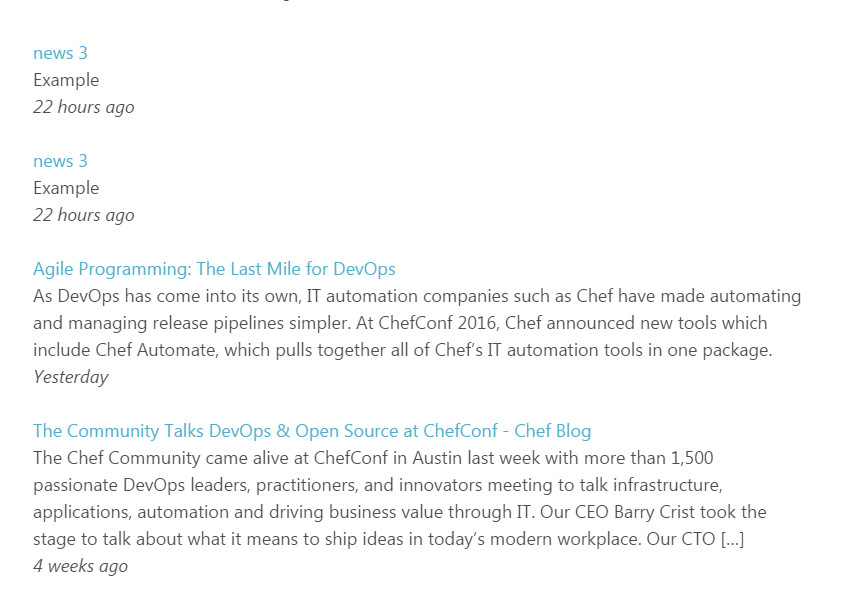 news 3
Example
22 hours ago
news 3
Example
22 hours ago
Agile Programming: The Last Mile for DevOps
As DevOps has come into its own, IT automation companies such as Chef have made automating
and managing release pipelines simpler. At ChefConf 2016, Chef announced new tools which
include Chef Automate, which pulls together all of Chef’s IT automation tools in one package.
Yesterday
The Community Talks DevOps & Open Source at ChefConf - Chef Blog
The Chef Community came alive at ChefConf in Austin last week with more than 1,500
passionate DevOps leaders, practitioners, and innovators meeting to talk infrastructure,
applications, automation and driving business value through IT. Our CEO Barry Crist took the
stage to talk about what it means to ship ideas in today’s modern workplace. Our CTO [...]
4 weeks ago